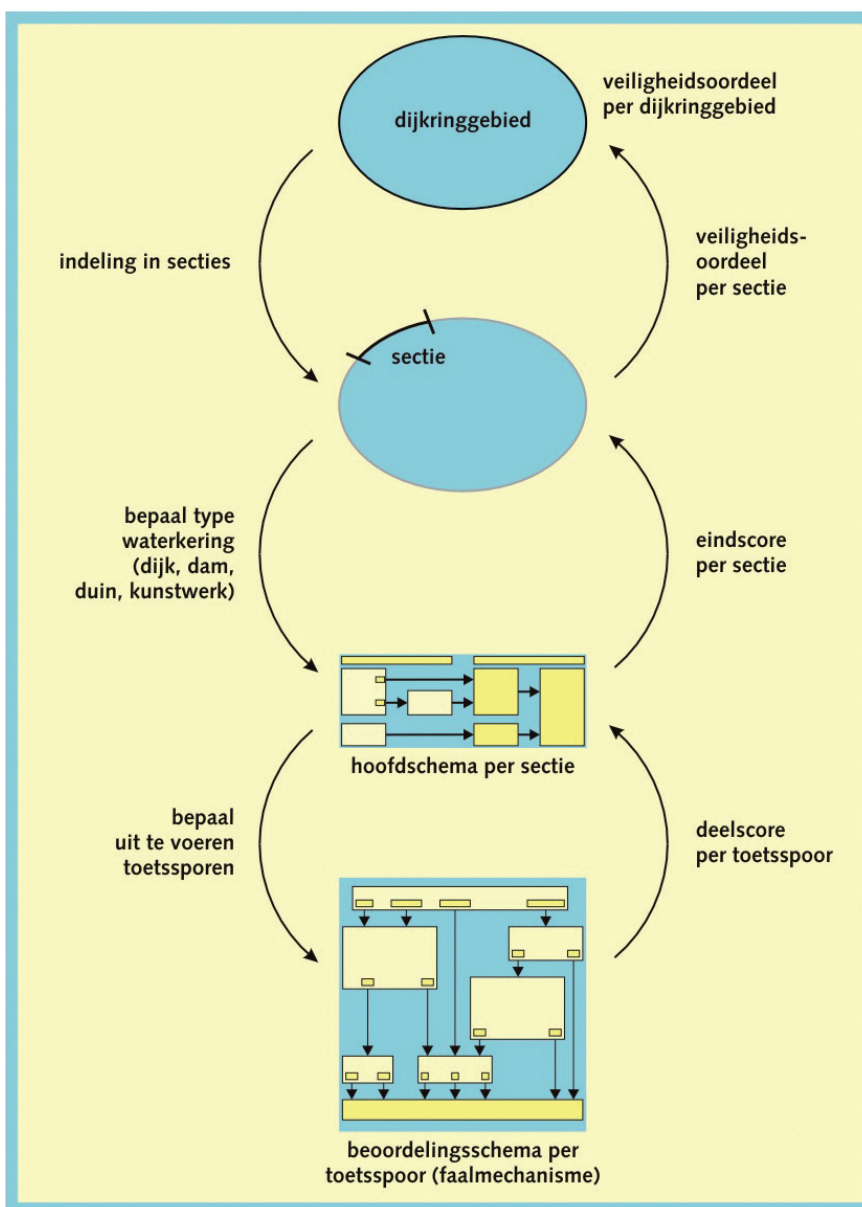 dijkringgebied
veiligheidsoordeel
per dijkringgebied
indeling in secties
veiligheids-
oordeel
per sectie
sectie
bepaal type
waterkering
(dijk, dam,
duin, kunstwerk)
eindscore
per sectie
hoofdschema per sectie
bepaal
uit te voeren
toetssporen
deelscore
per toetsspoor
beoordelingsschema per
toetsspoor (faalmechanisme)